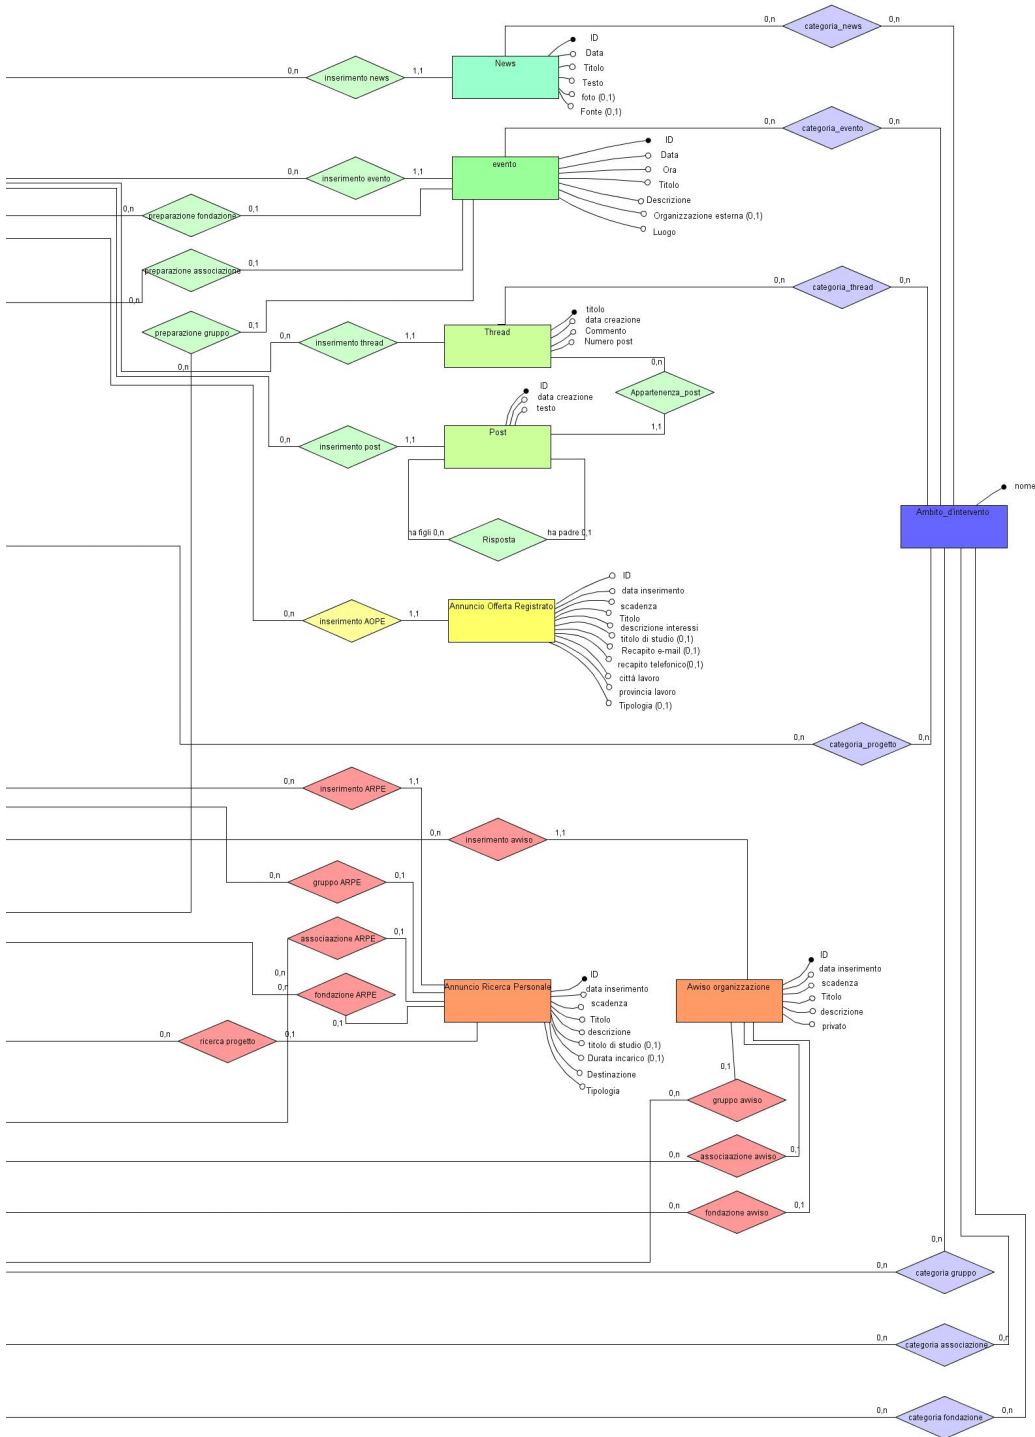 0,n
categoria_news
0,n
ID
Data
Titolo
Testo
foto (0,1)
Fonte (0,1)
News
0,n
inserimento news
1,1
0,n
categoria_evento
0,n
evento
ID
Data
Ora
Titolo
Descrizione
Organizzazione esterna (0,1)
Luogo
0,n
inserimento evento
1,1
0,n
preparazione fondazione
0,1
preparazione associazione
0,1
0,n
preparazione gruppo
0,1
0,n
0,n
categoria_thread
0,n
Thread
titolo
data creazione
Commento
Numero post
0,n
inserimento thread
1,1
0,n
Appartenenza_post
1,1
ID
data creazione
testo
Post
0,n
inserimento post
1,1
ha figli 0,n
Risposta
ha padre 0,1
nome
Ambito_d'intervento
Annuncio Offerta Registrato
ID
data inserimento
scadenza
Titolo
descrizione interessi
titolo di studio (0,1)
Recapito e-mail (0,1)
recapito telefonico(0,1)
città lavoro
provincia lavoro
Tipologia (0,1)
0,n
inserimento AOPE
1,1
0,n
categoria_progetto
0,n
0,n
inserimento ARPE
1,1
0,n
inserimento avviso
1,1
0,n
gruppo ARPE
0,1
associaazione ARPE
0,1
0,n
0,n
fondazione ARPE
0,1
0,n
ricerca progetto
0,1
Annuncio Ricerca Personale
ID
data inserimento
scadenza
Titolo
descrizione
titolo di studio (0,1)
Durata incarico (0,1)
Destinazione
Tipologia
Avviso organizzazione
ID
data inserimento
scadenza
Titolo
descrizione
privato
0,1
0,n
gruppo avviso
0,n
associaazione avviso
0,1
0,n
fondazione avviso
0,1
0,n
0,n
categoria gruppo
0,n
categoria associazione
0,n
0,n
categoria fondazione
0,n